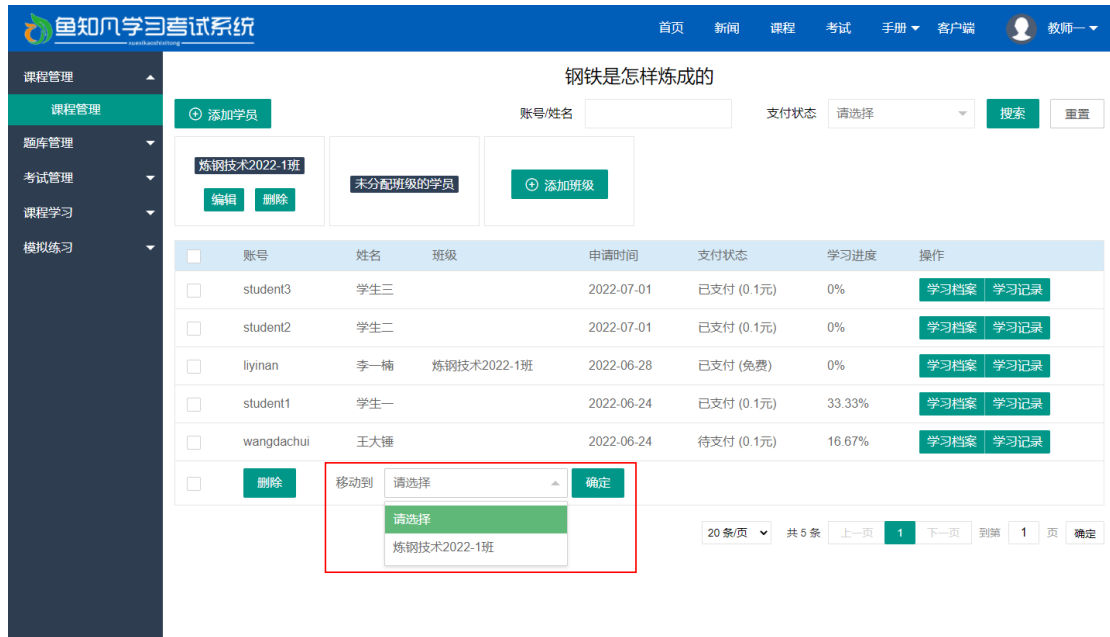 鱼知凡学习考试系统 首页 新闻 课程 考试 手册 客户端 教师一
yuzhifanxuexikaoshixitong
课程管理
课程管理
题库管理
考试管理
课程学习
模拟练习
钢铁是怎样炼成的
添加学员 账号/姓名 支付状态 请选择 搜索 重置
炼钢技术2022-1班
编辑 删除
未分配班级的学员
添加班级
账号 姓名 班级 申请时间 支付状态 学习进度 操作
student3 学生三 2022-07-01 已支付 (0.1元) 0% 学习档案 学习记录
student2 学生二 2022-07-01 已支付 (0.1元) 0% 学习档案 学习记录
liyinan 李一楠 炼钢技术2022-1班 2022-06-28 已支付 (免费) 0% 学习档案 学习记录
student1 学生一 2022-06-24 已支付 (0.1元) 33.33% 学习档案 学习记录
wangdachui 王大锤 2022-06-24 待支付 (0.1元) 16.67% 学习档案 学习记录
删除 移动到 请选择 确定
请选择
炼钢技术2022-1班
20 条/页 共 5 条 上一页 1 下一页 到第 1 页 确定